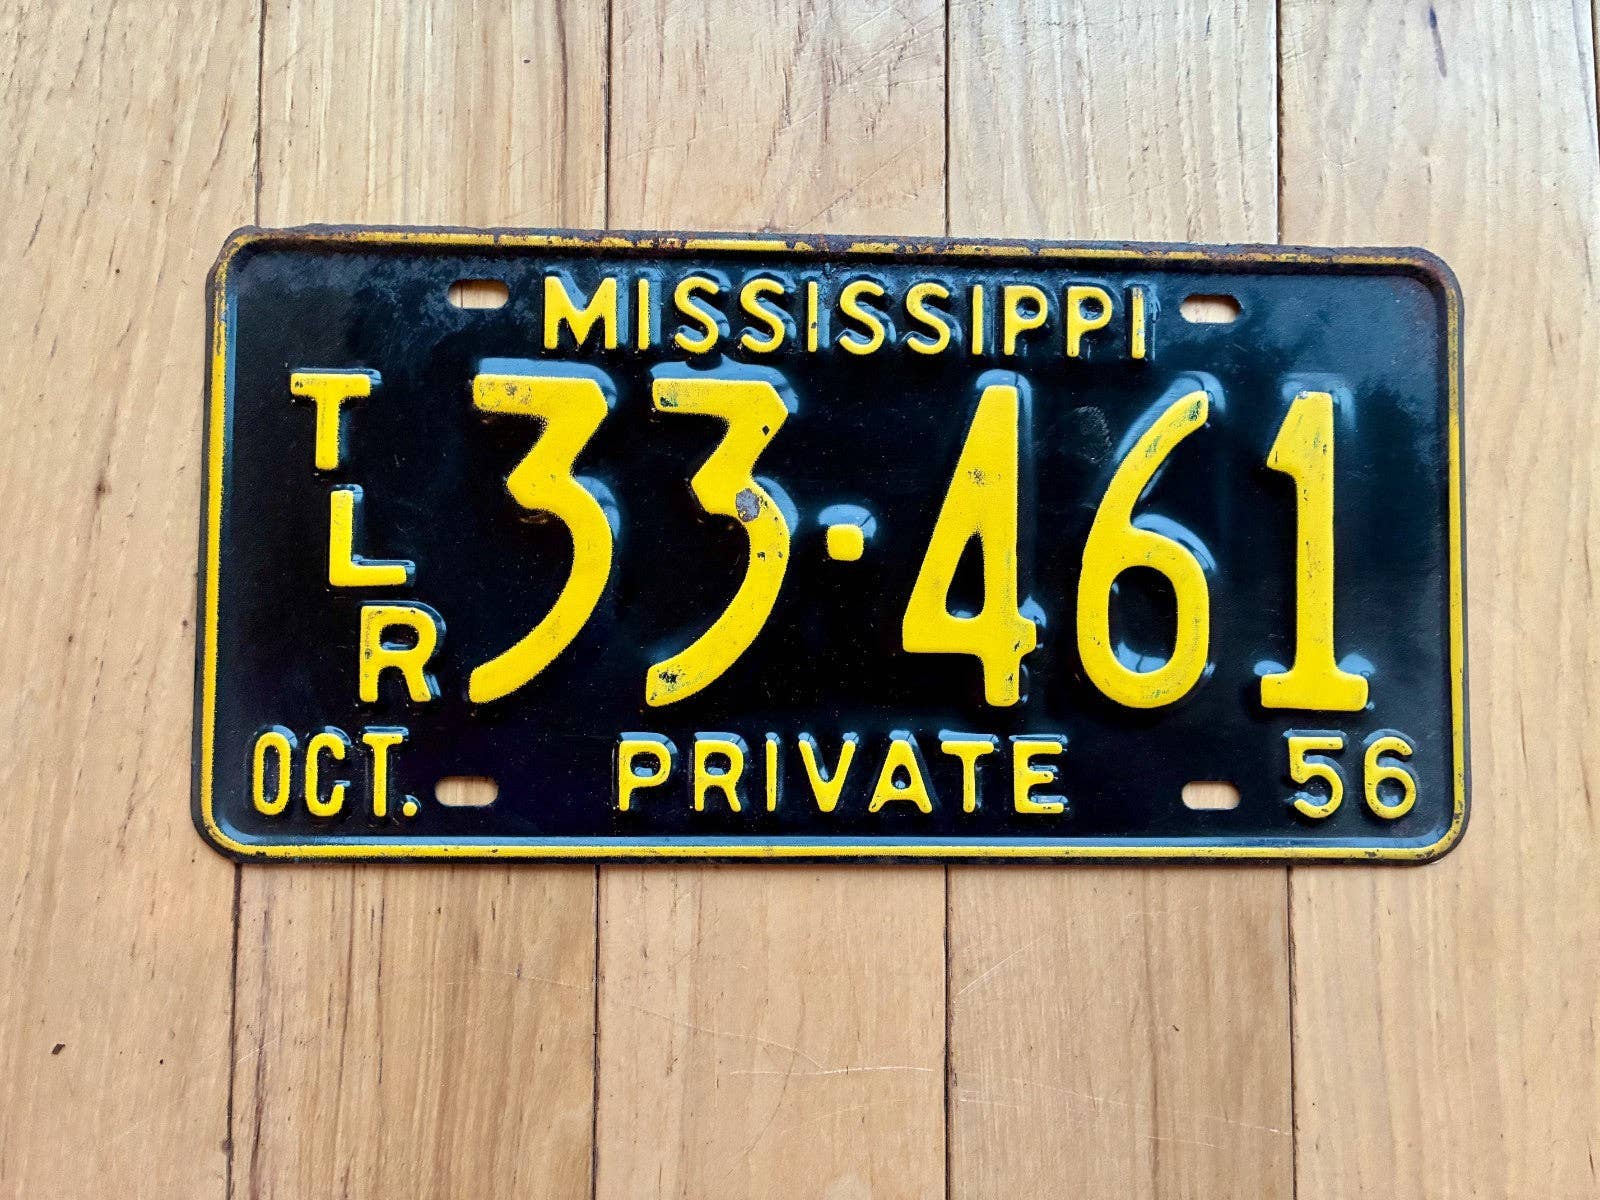 MISSISSIPPI
TLR 33·461
OCT. PRIVATE 56